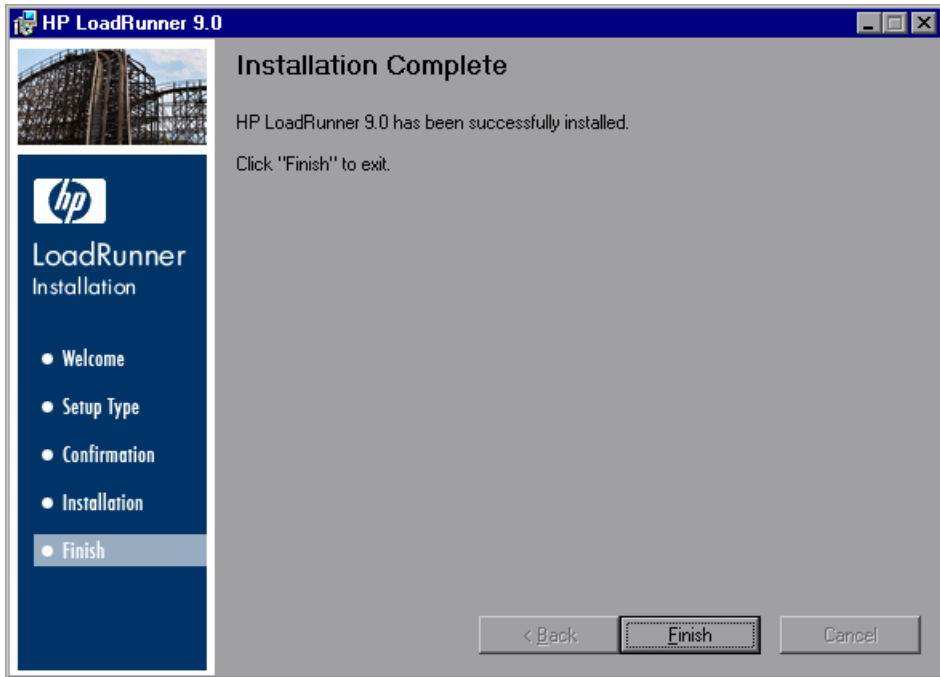 HP LoadRunner 9.0
Installation Complete
HP LoadRunner 9.0 has been successfully installed.
Click "Finish" to exit.
hp
LoadRunner
Installation
Welcome
Setup Type
Confirmation
Installation
Finish
< Back
Finish
Cancel